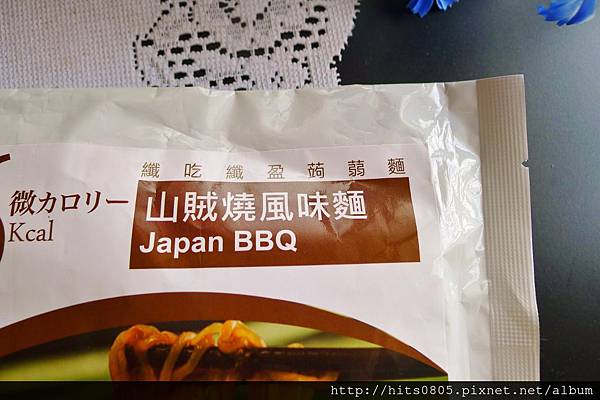 纖吃纖盈蒟蒻麵
微カロリー
Kcal
山賊燒風味麵
Japan BBQ
http://hits0805.pixnet.net/album